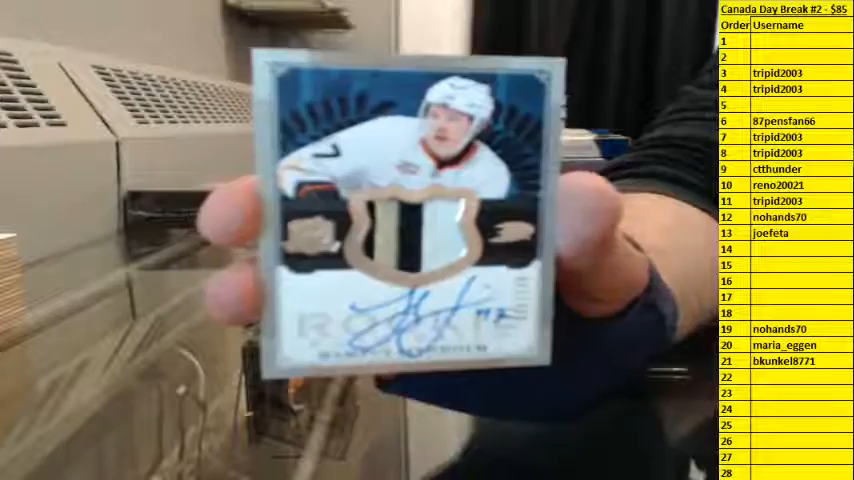 Canada Day Break #2 - $85
Order Username
1
2
3 tripid2003
4 tripid2003
5
6 87pensfan66
7 tripid2003
8 tripid2003
9 ctthunder
10 reno20021
11 tripid2003
12 nohands70
13 joefeta
14
15
16
17
18
19 nohands70
20 maria_eggen
21 bkunkel8771
22
23
24
25
26
27
28
7